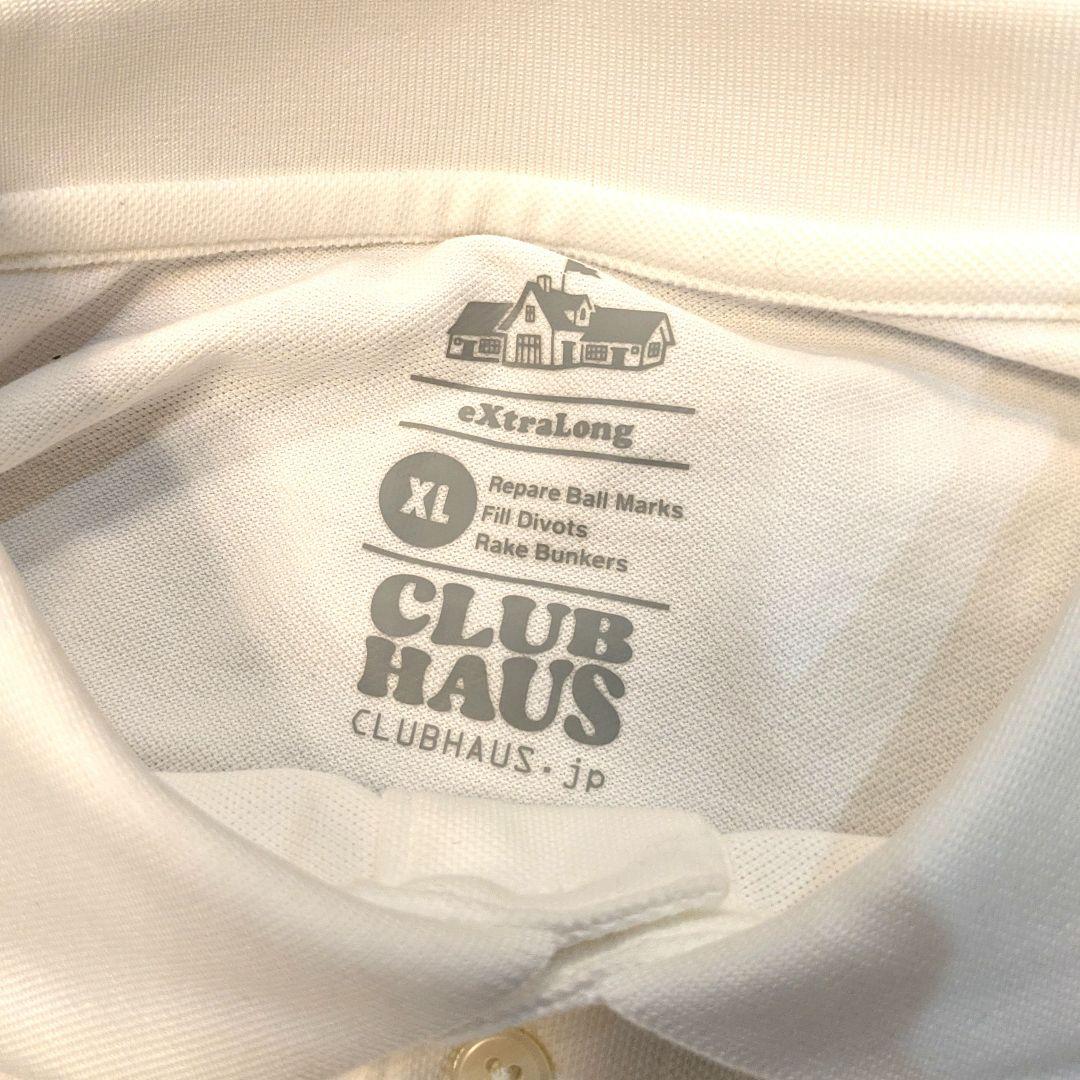 eXtraLong
XL
Repare Ball Marks
Fill Divots
Rake Bunkers
CLUB
HAUS
CLUBHAUS.jp